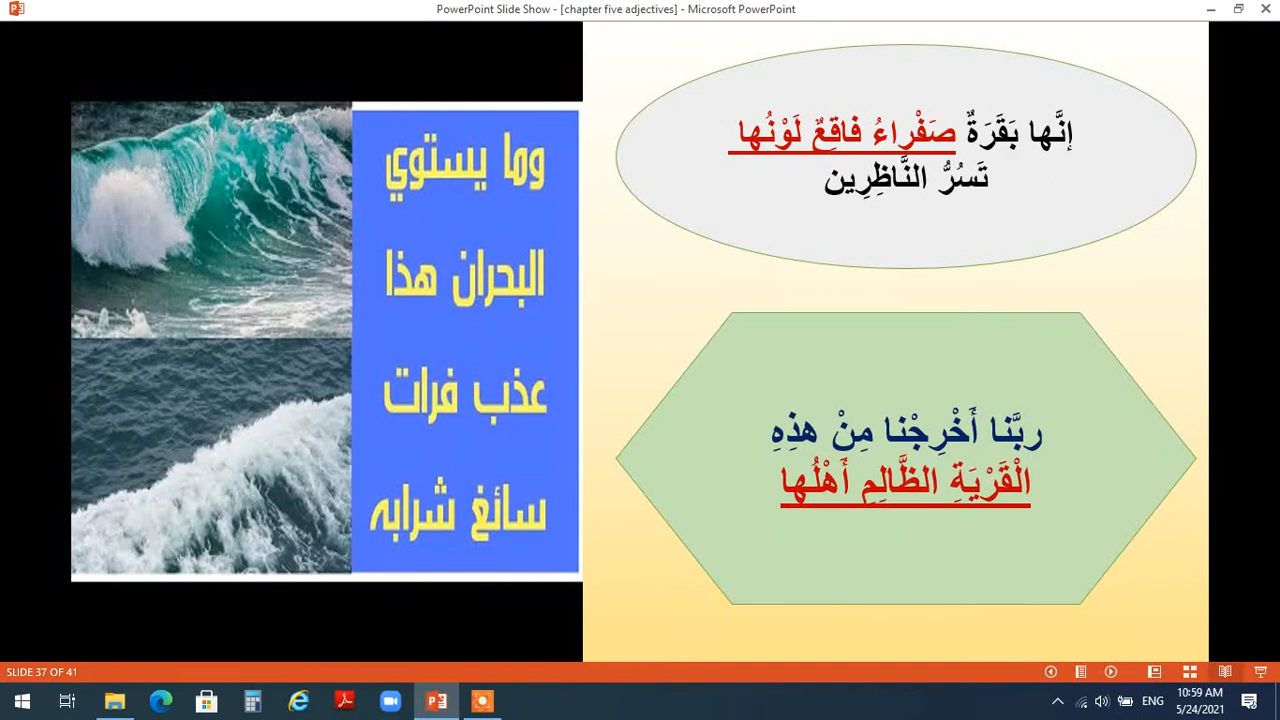 PowerPoint Slide Show - [chapter five adjectives] - Microsoft PowerPoint
إنَّها بَقَرَةٌ صَفْراءُ فاقِعٌ لَوْنُها
تَسُرُّ النَّاظِرِين
وما يستوي
البحران هذا
عذب فرات
سائغ شرابه
ربَّنا أَخْرِجْنا مِنْ هذِهِ
الْقَرْيَةِ الظَّالِمِ أَهْلُها
SLIDE 37 OF 41
ENG
10:59 AM
5/24/2021